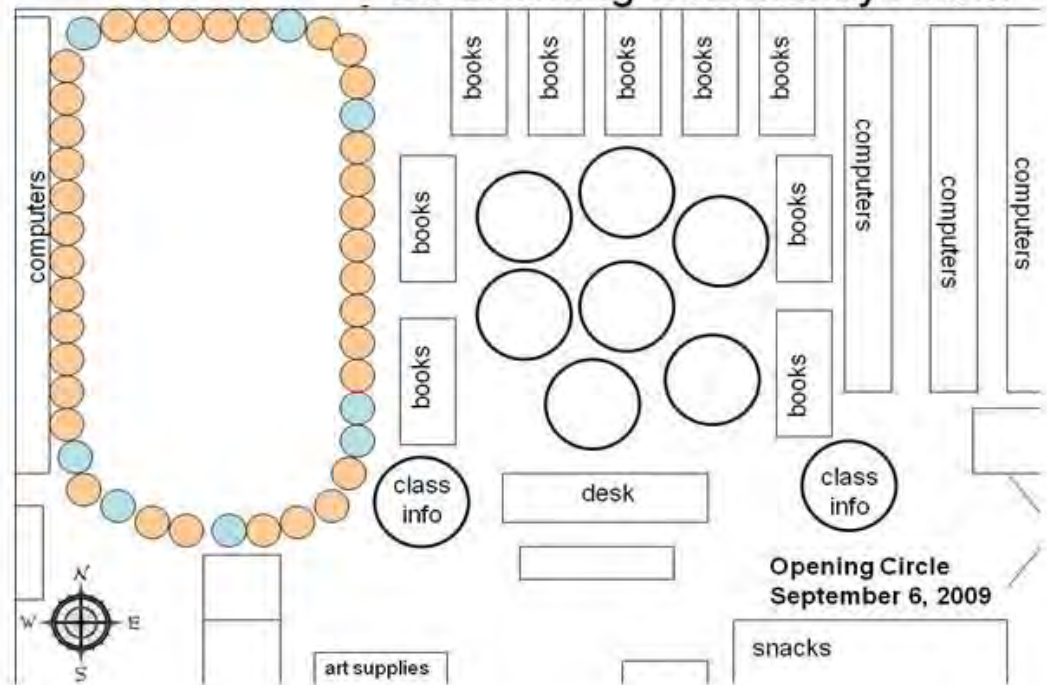 books
books
books
books
books
computers
computers
computers
computers
books
books
books
books
class
info
desk
class
info
Opening Circle
September 6, 2009
N
W E
S
art supplies
snacks